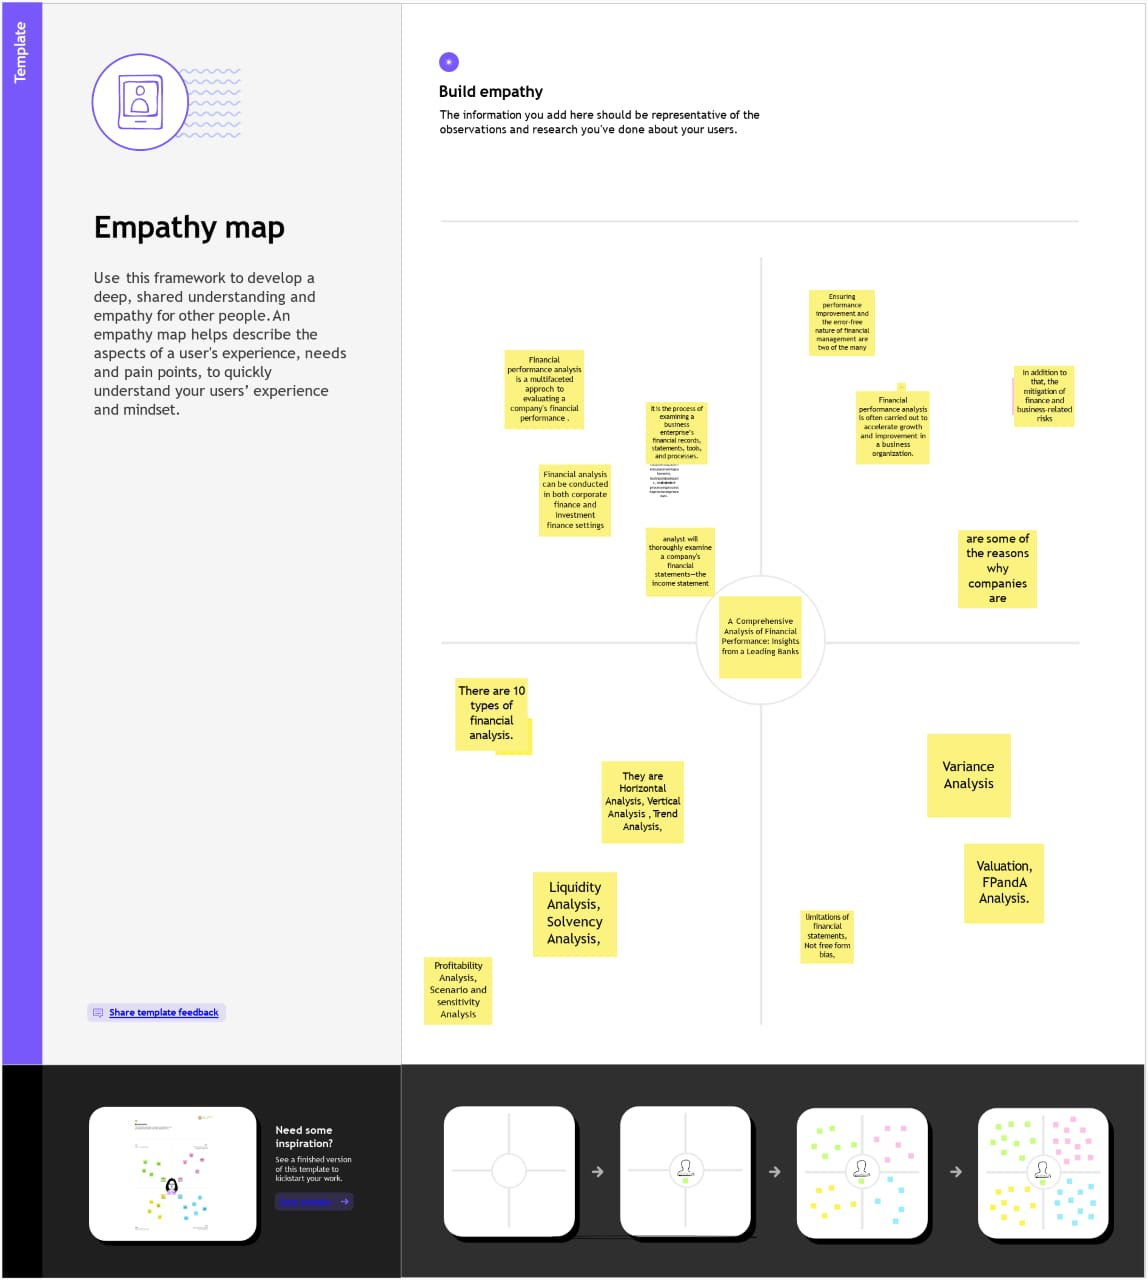 Template
Empathy map
Use this framework to develop a
deep, shared understanding and
empathy for other people. An
empathy map helps describe the
aspects of a user's experience, needs
and pain points, to quickly
understand your users’ experience
and mindset.
Share template feedback
Build empathy
The information you add here should be representative of the
observations and research you've done about your users.
Financial
performance analysis
is a multifaceted
approch to
evaluating a
company's financial
performance .
It is the process of
examining a
business
enterprise's
financial records,
statements, tools,
and processes.
Financial analysis
can be conducted
in both corporate
finance and
investment
finance settings
analyst will
thoroughly examine
a company's
financial
statements—the
income statement
Ensuring
performance
improvement and
the error-free
nature of financial
management are
two of the many
Financial
performance analysis
is often carried out to
accelerate growth
and improvement in
a business
organization.
In addition to
that, the
mitigation of
finance and
business-related
risks
are some of
the reasons
why
companies
are
A Comprehensive
Analysis of Financial
Performance: Insights
from a Leading Banks
There are 10
types of
financial
analysis.
They are
Horizontal
Analysis, Vertical
Analysis , Trend
Analysis,
Liquidity
Analysis,
Solvency
Analysis,
Profitability
Analysis,
Scenario and
sensitivity
Analysis
Variance
Analysis
Valuation,
FPandA
Analysis.
limitations of
financial
statements,
Not free form
bias,
Need some
inspiration?
See a finished version
of this template to
kickstart your work.